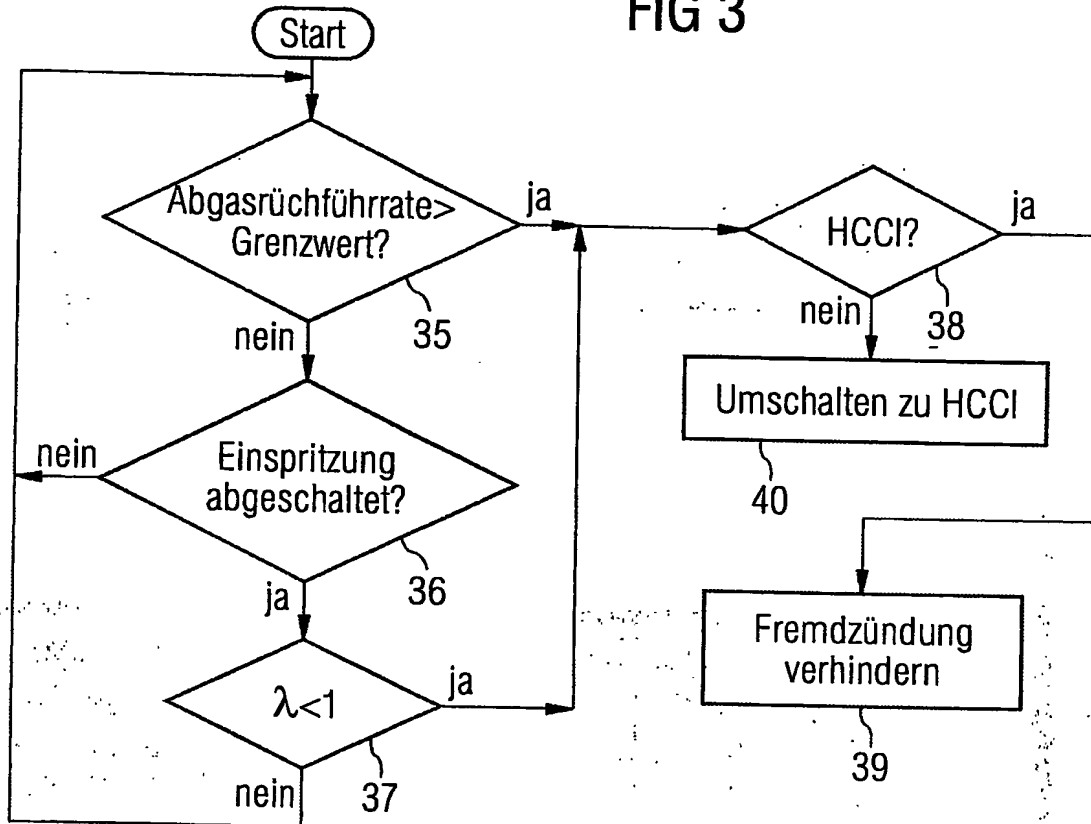 FIG 3
Start
Abgasrüchführrate>
Grenzwert?
ja
35
nein
Einspritzung
abgeschaltet?
nein
36
ja
λ<1
ja
37
nein
HCCI?
ja
38
nein
Umschalten zu HCCI
40
Fremdzündung
verhindern
39